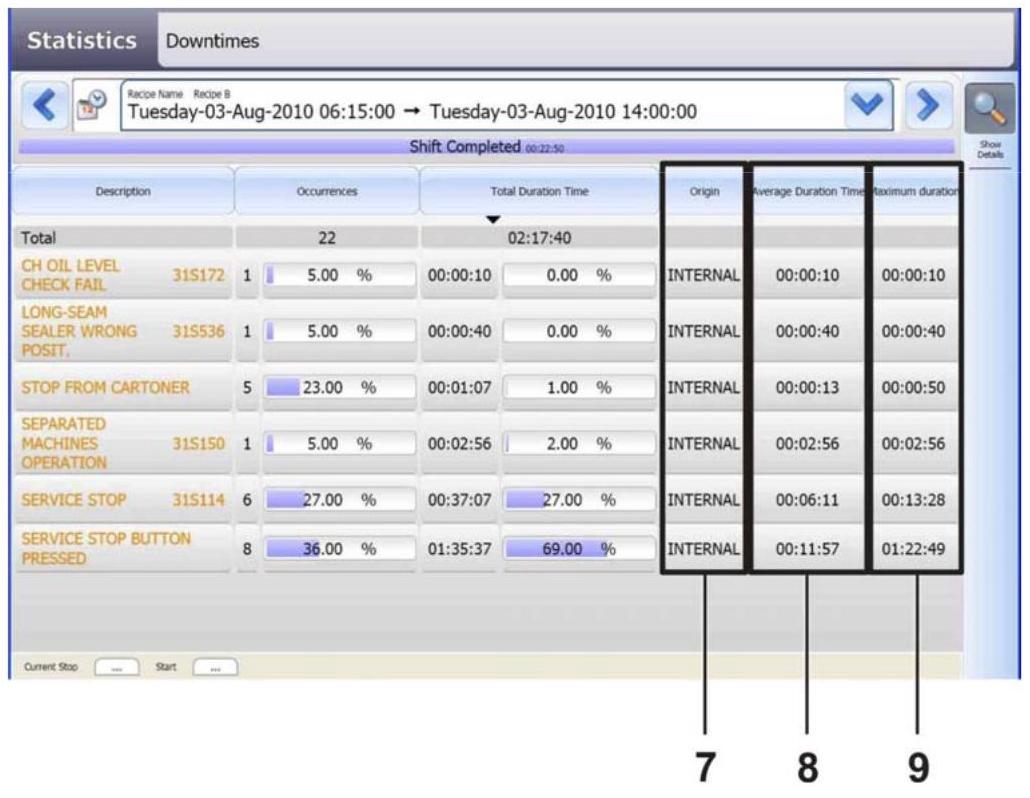 Statistics Downtimes
Recipe Name Recipe B
Tuesday-03-Aug-2010 06:15:00 → Tuesday-03-Aug-2010 14:00:00
12
Show
Details
Shift Completed 00:22:50
Description Occurrences Total Duration Time Origin Average Duration Time Maximum duration
Total 22 02:17:40
CH OIL LEVEL
CHECK FAIL 31S172 1 5.00 % 00:00:10 0.00 % INTERNAL 00:00:10 00:00:10
LONG-SEAM
SEALER WRONG 31S536 1 5.00 % 00:00:40 0.00 % INTERNAL 00:00:40 00:00:40
POSIT.
STOP FROM CARTONER 5 23.00 % 00:01:07 1.00 % INTERNAL 00:00:13 00:00:50
SEPARATED
MACHINES 31S150 1 5.00 % 00:02:56 2.00 % INTERNAL 00:02:56 00:02:56
OPERATION
SERVICE STOP 31S114 6 27.00 % 00:37:07 27.00 % INTERNAL 00:06:11 00:13:28
SERVICE STOP BUTTON
PRESSED 8 36.00 % 01:35:37 69.00 % INTERNAL 00:11:57 01:22:49
Current Stop ... Start ...
7 8 9